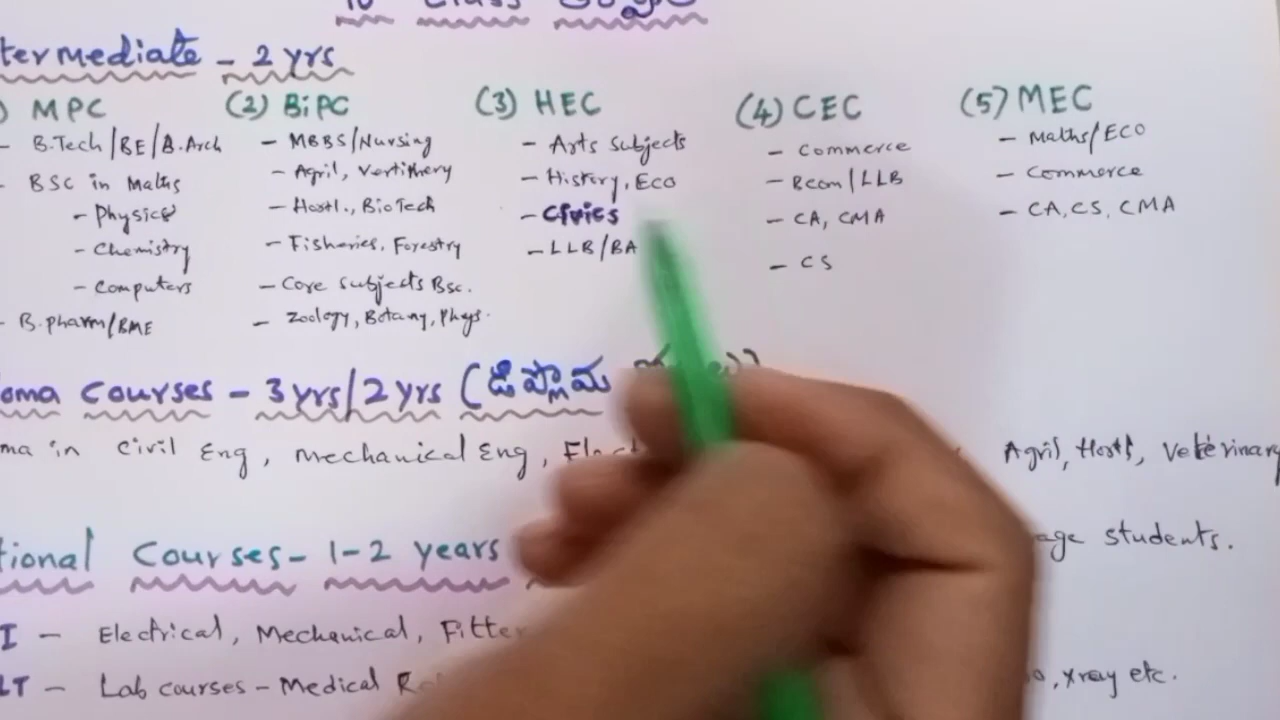 10 class
termediate - 2 yrs
) MPC
- B.Tech/BE/B.Arch
- BSC in Maths
- Physics
- Chemistry
- Computers
- B.pharm/BME
(2) BiPC
- MBBS/Nursing
- Agril, Vertithery
- Hortl., BioTech
- Fisheries, Forestry
- Core subjects Bsc.
- Zoology, Botany, Phys.
(3) HEC
- Arts Subjects
- History, Eco
- Civics
- LLB/BA
(4) CEC
- Commerce
- Bcom/LLB
- CA, CMA
- CS
(5) MEC
- Maths/ECO
- Commerce
- CA, CS, CMA
oma Courses - 3 yrs/2 yrs (డిప్లొమ
ma in Civil Eng, Mechanical Eng, Elect Agril, Hortl, Veterinary
tional Courses - 1-2 years age students.
I - Electrical, Mechanical, Fitter
LT - Lab courses - Medical , Xray etc.